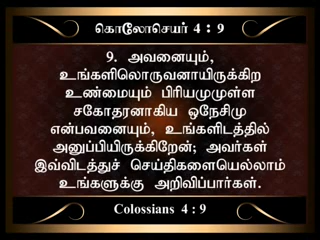 கொலோசெயர் 4 : 9
9. அவனையும்,
உங்களிலொருவனாயிருக்கிற
உண்மையும் பிரியமுமுள்ள
சகோதரனாகிய ஒநேசிமு
என்பவனையும், உங்களிடத்தில்
அனுப்பியிருக்கிறேன்; அவர்கள்
இவ்விடத்துச் செய்திகளையெல்லாம்
உங்களுக்கு அறிவிப்பார்கள்.
Colossians 4 : 9